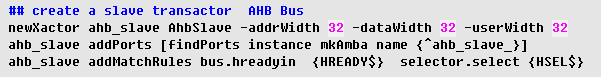 ## create a slave transactor  AHB Bus
newXactor ahb_slave AhbSlave -addrWidth 32 -dataWidth 32 -userWidth 32
ahb_slave addPorts [findPorts instance mkAmba name {^ahb_slave_}]
ahb_slave addMatchRules bus.hreadyin  {HREADY$}  selector.select {HSEL$}